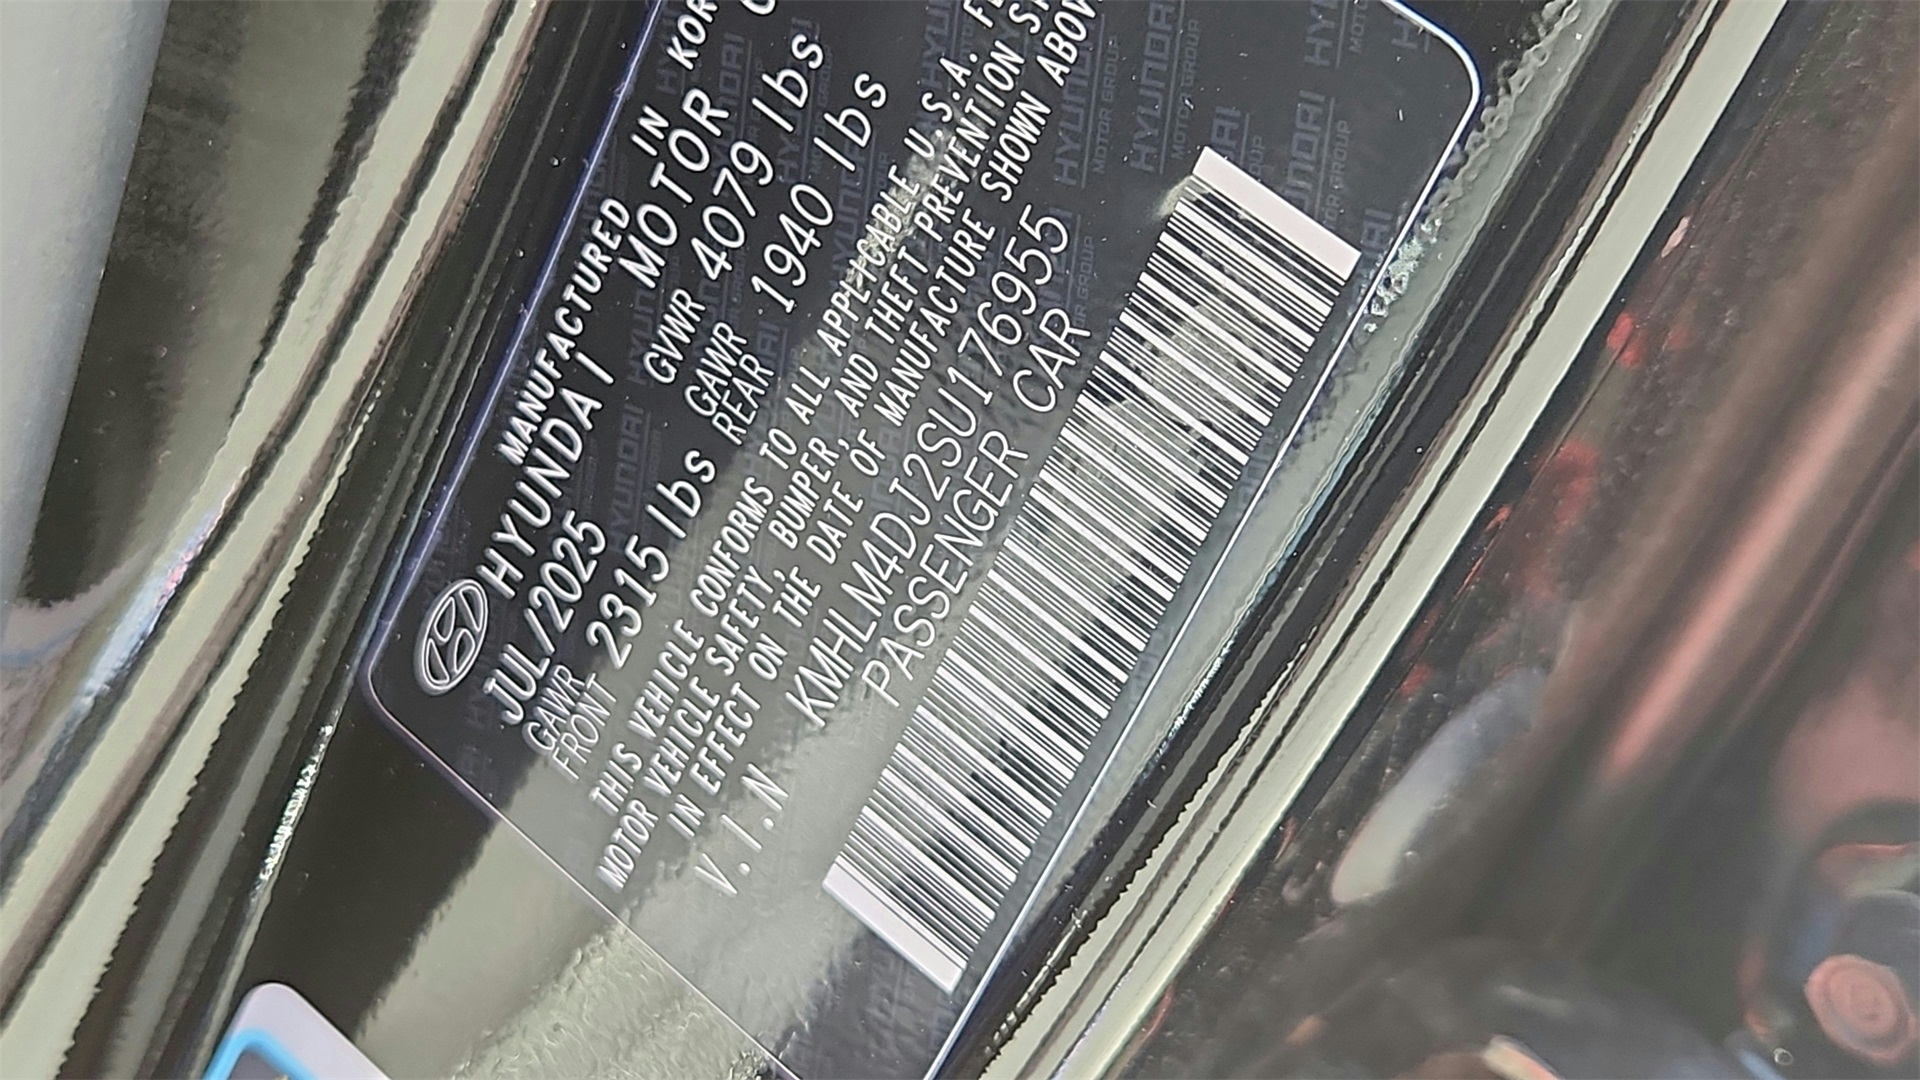 MANUFACTURED IN KOR
HYUNDAI MOTOR
JUL/2025 GVWR 4079 lbs
GAWR FRONT 2315 lbs GAWR REAR 1940 lbs
THIS VEHICLE CONFORMS TO ALL APPLICABLE U.S.A.
MOTOR VEHICLE SAFETY, BUMPER, AND THEFT PREVENTION
IN EFFECT ON THE DATE OF MANUFACTURE SHOWN ABOV
V.I.N KMHLM4DJ2SU176955
PASSENGER CAR